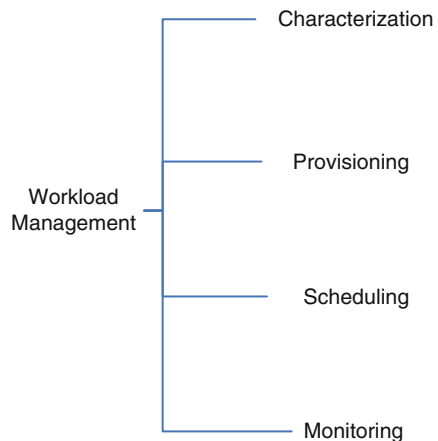 Characterization
Provisioning
Workload
Management
Scheduling
Monitoring